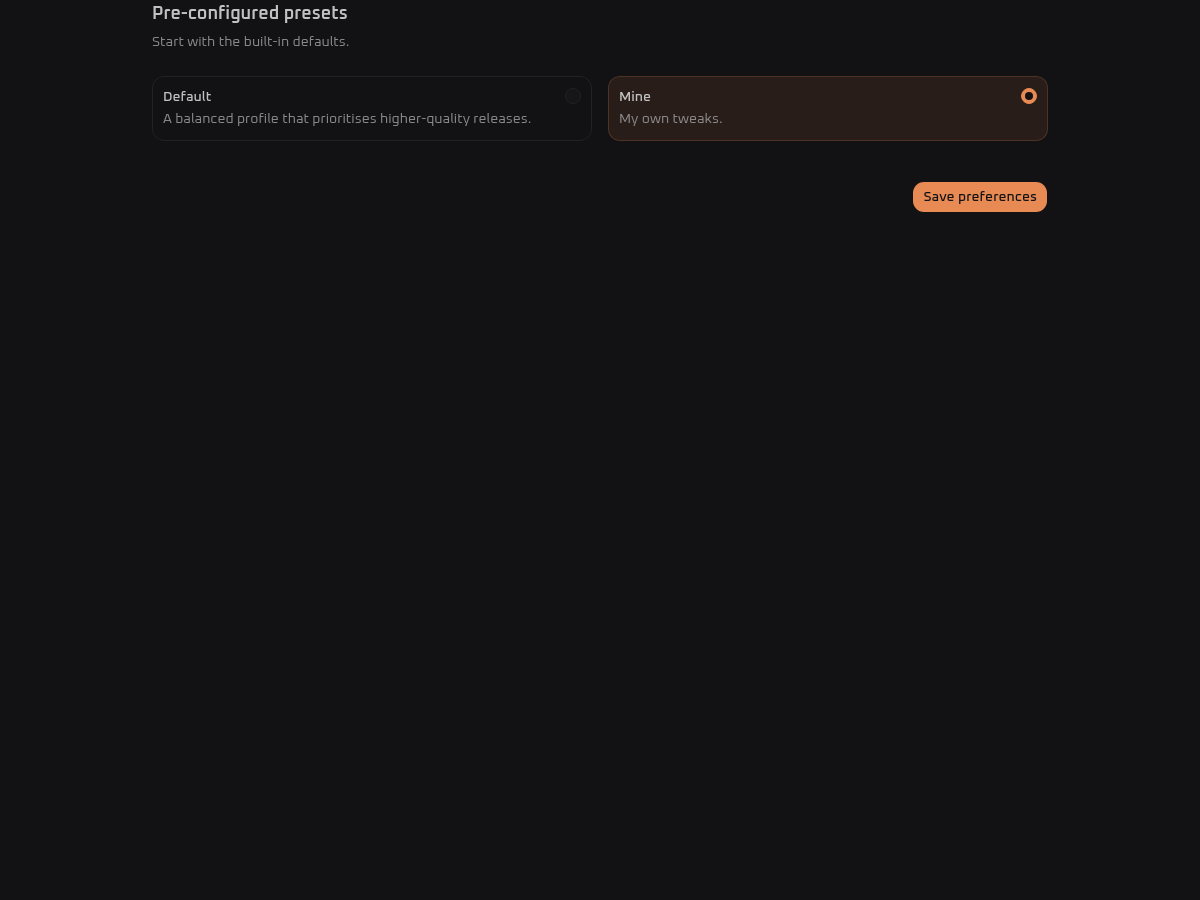 Pre-configured presets
Start with the built-in defaults.
Default
A balanced profile that prioritises higher-quality releases.
Mine
My own tweaks.
Save preferences